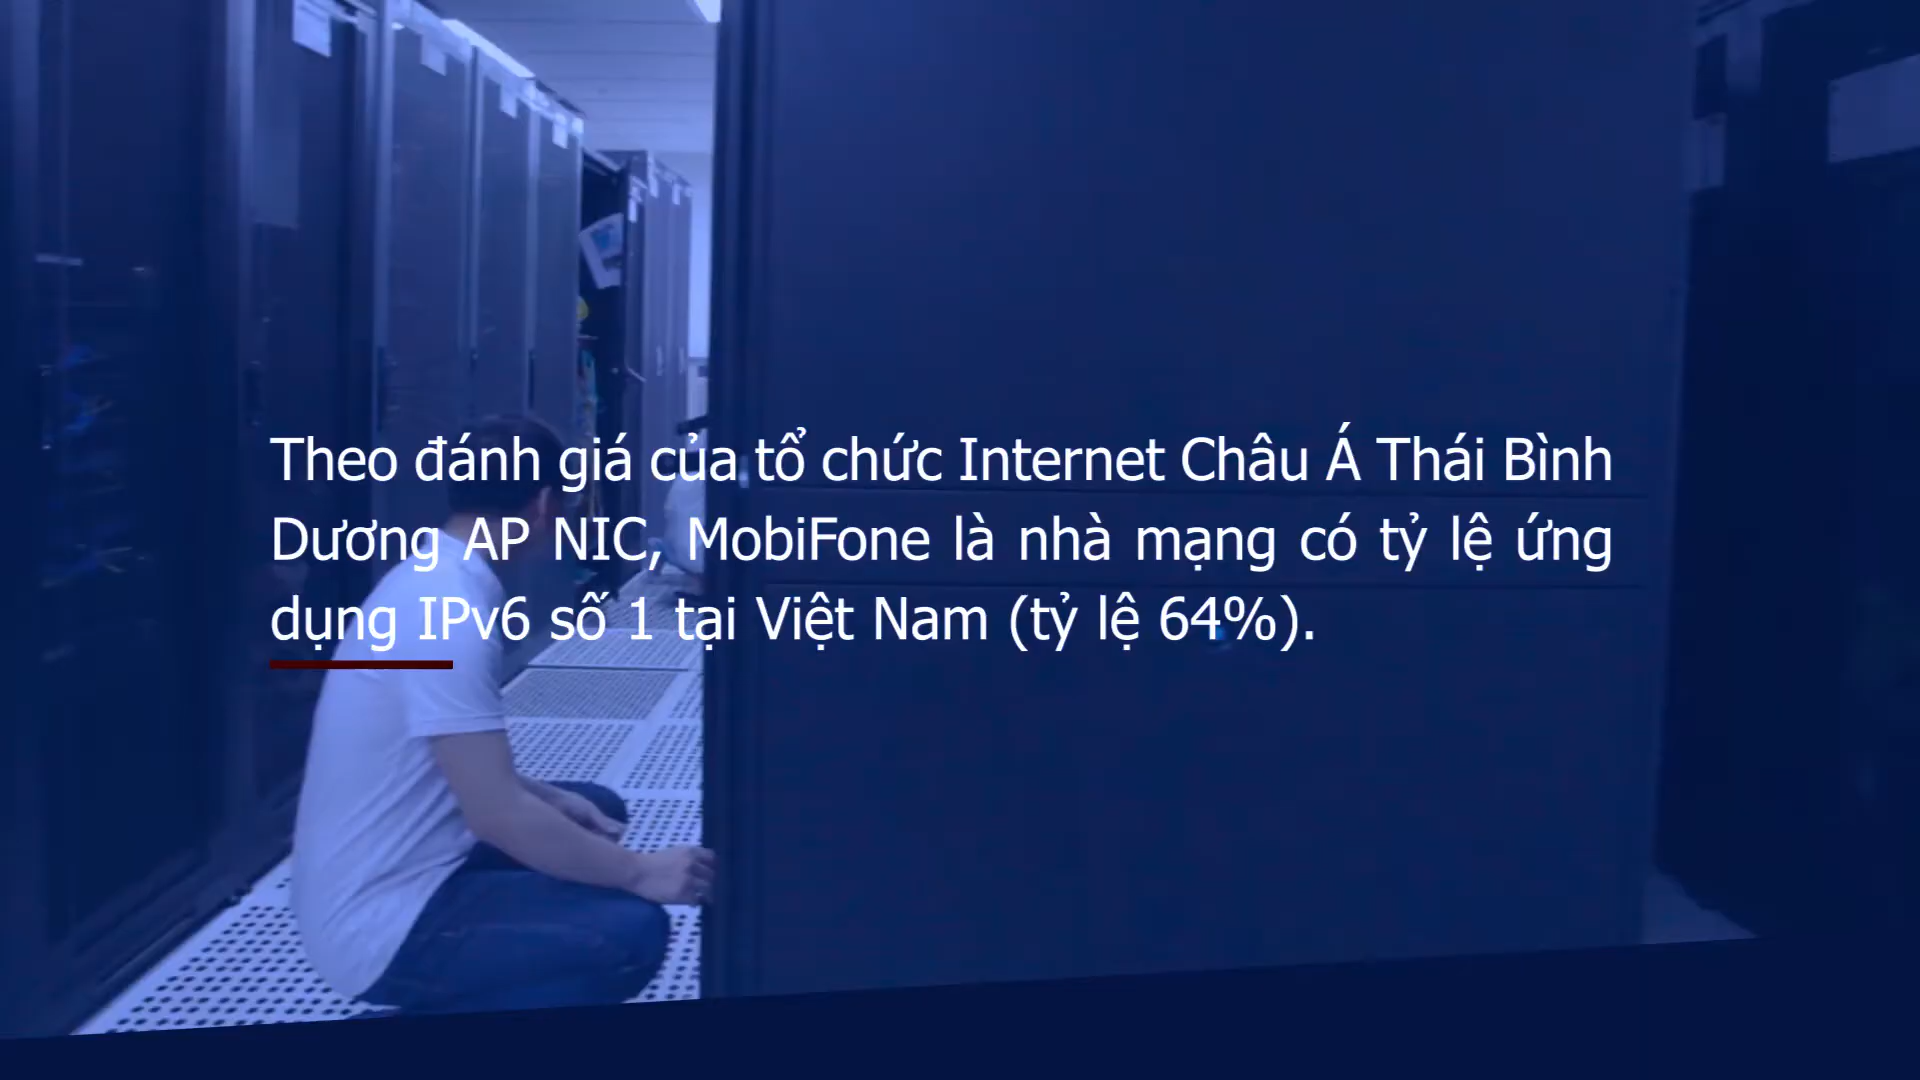 Theo đánh giá của tổ chức Internet Châu Á Thái Bình
Dương AP NIC, MobiFone là nhà mạng có tỷ lệ ứng
dụng IPv6 số 1 tại Việt Nam (tỷ lệ 64%).